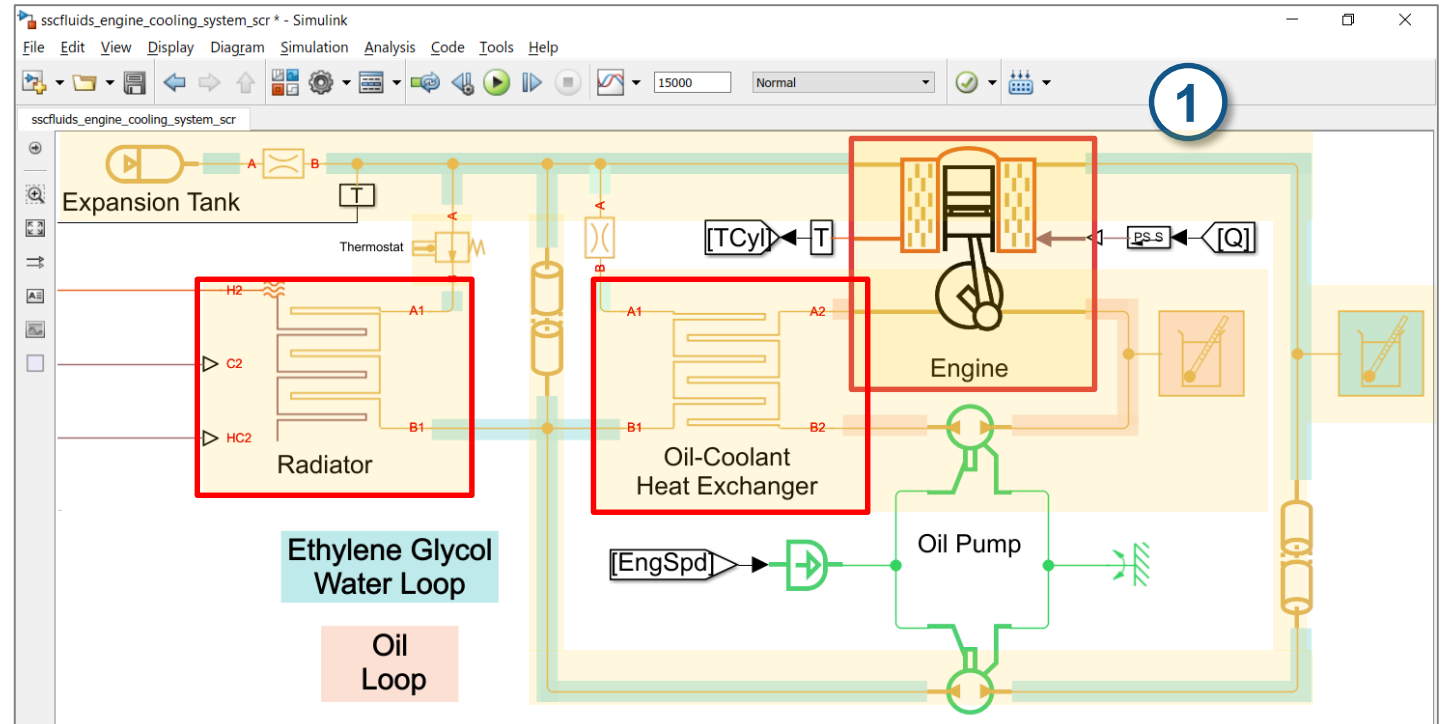 sscfluids_engine_cooling_system_scr * - Simulink
File Edit View Display Diagram Simulation Analysis Code Tools Help
15000 Normal
1
sscfluids_engine_cooling_system_scr
A B
Expansion Tank
T
A
A
Thermostat
[TCyl] T
PS S [Q]
B
B
H2
A1
A1
A2
C2
Engine
B1
B1
B2
HC2
Radiator
Oil-Coolant
Heat Exchanger
Ethylene Glycol
Water Loop
[EngSpd]
Oil Pump
Oil
Loop